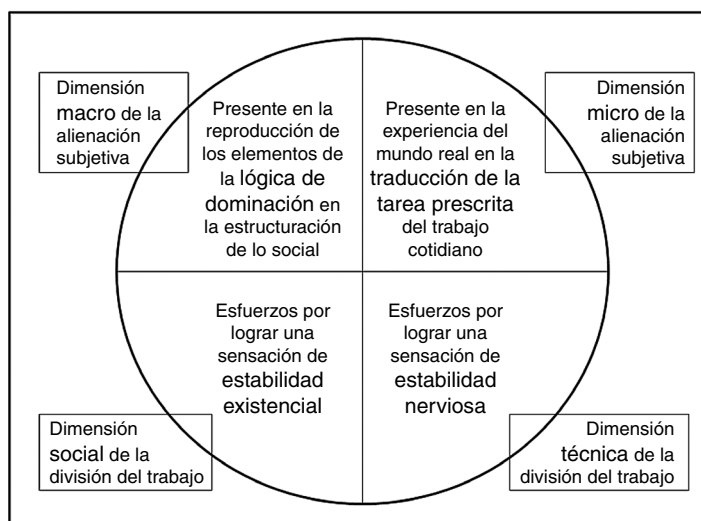 Dimensión
macro de la
alienación
subjetiva
Presente en la
reproducción de
los elementos de
la lógica de
dominación en
la estructuración
de lo social
Presente en la
experiencia del
mundo real en la
traducción de la
tarea prescrita
del trabajo
cotidiano
Dimensión
micro de la
alienación
subjetiva
Dimensión
social de la
división del trabajo
Esfuerzos por
lograr una
sensación de
estabilidad
existencial
Esfuerzos por
lograr una
sensación de
estabilidad
nerviosa
Dimensión
técnica de la
división del trabajo